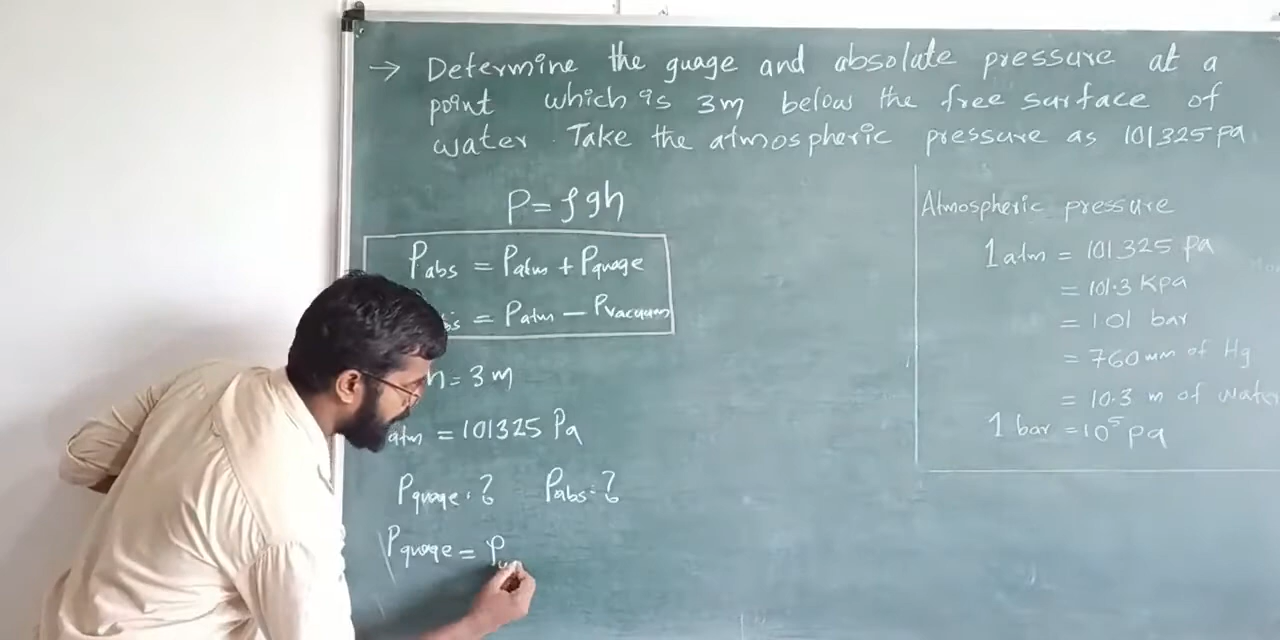 → Determine the guage and absolute pressure at a
point which is 3m below the free surface of
water. Take the atmospheric pressure as 101325 pa
P = ρgh
Pabs = Patm + Pguage
= Patm – Pvacuum
h = 3 m
atm = 101325 Pa
Pguage = ? Pabs = ?
Pguage = ρ
Atmospheric pressure
1 atm = 101325 pa
= 101.3 Kpa
= 1.01 bar
= 760 mm of Hg
= 10.3 m of water
1 bar = 10⁵ pa